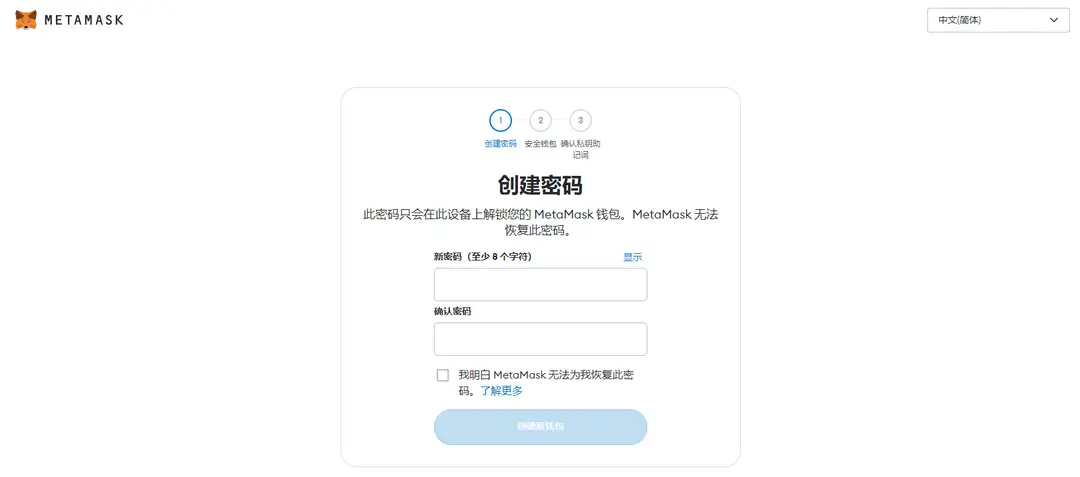 METAMASK
中文(简体)
1
2
3
创建密码
安全钱包
确认私钥助
记词
创建密码
此密码只会在此设备上解锁您的 MetaMask 钱包。MetaMask 无法
恢复此密码。
新密码（至少 8 个字符）
显示
确认密码
我明白 MetaMask 无法为我恢复此密
码。了解更多
创建新钱包